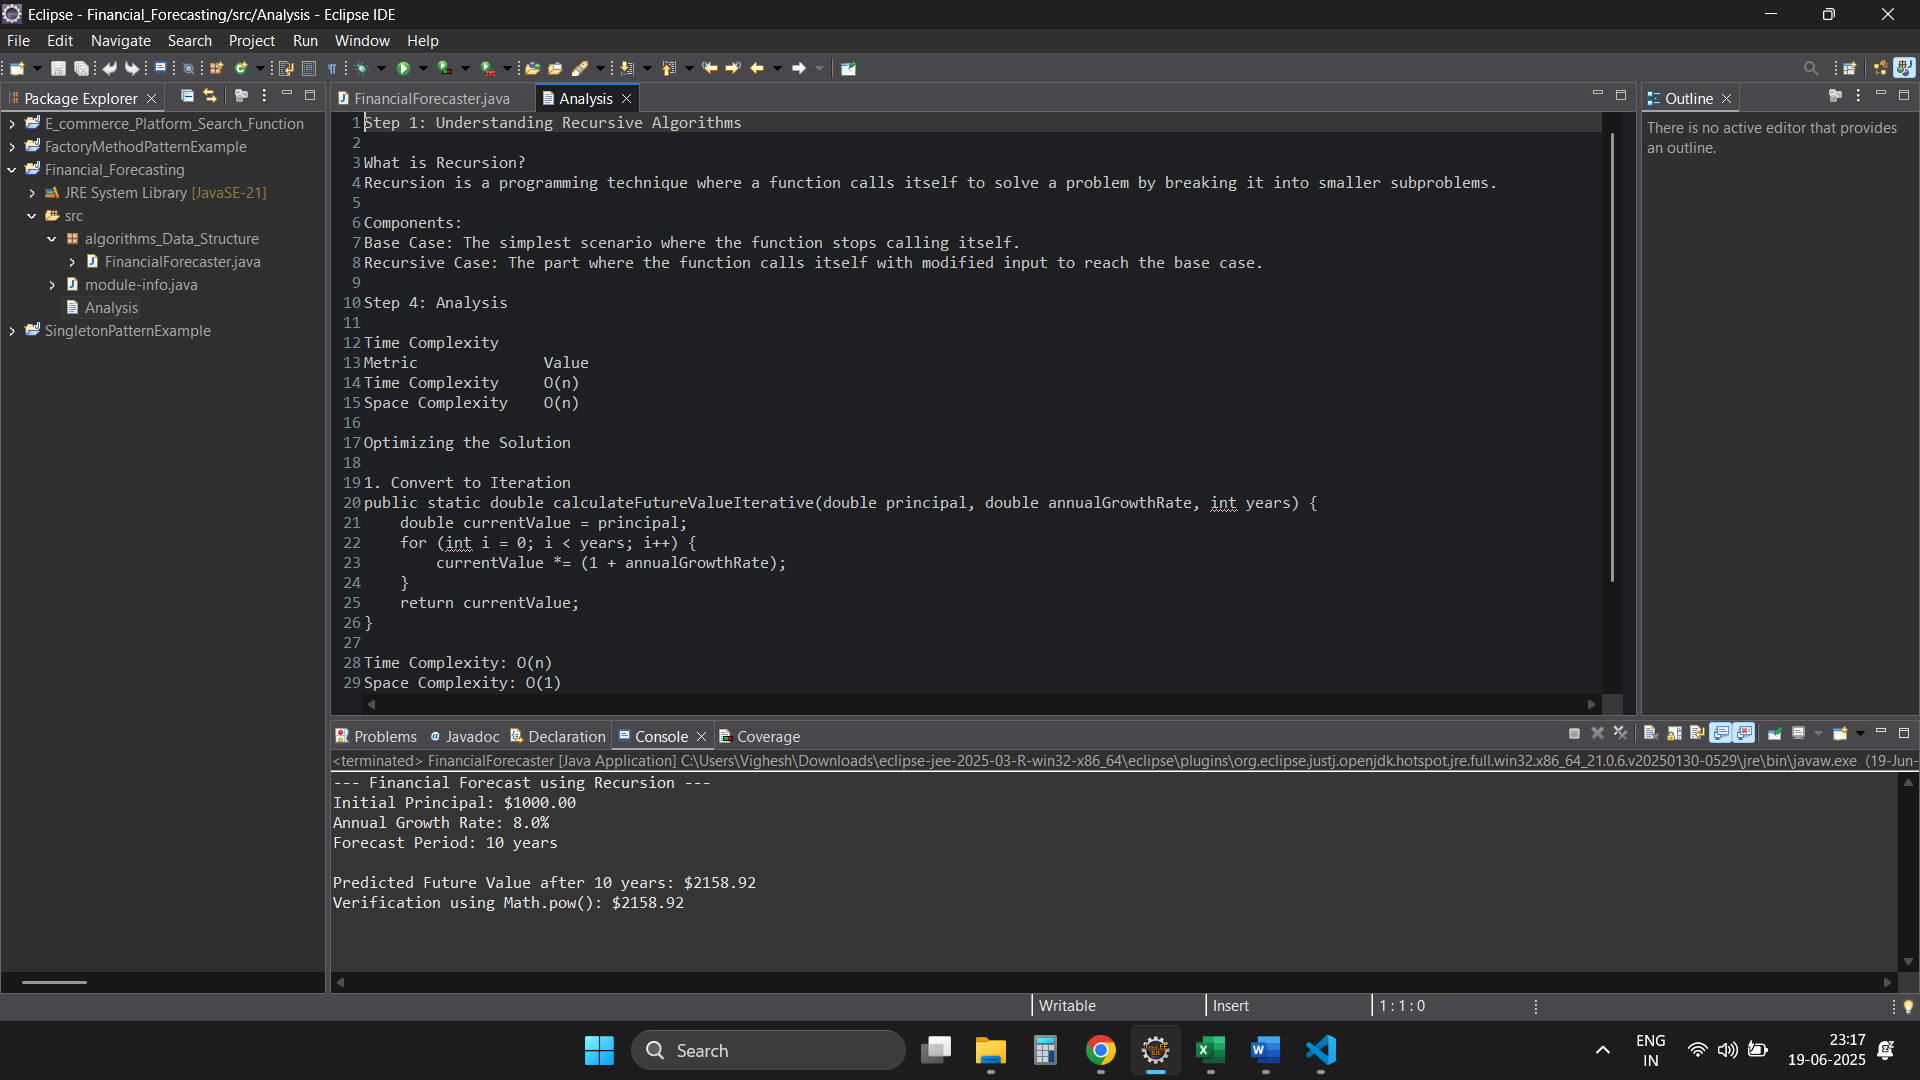 Eclipse - Financial_Forecasting/src/Analysis - Eclipse IDE
File Edit Navigate Search Project Run Window Help
Package Explorer
E_commerce_Platform_Search_Function
FactoryMethodPatternExample
Financial_Forecasting
JRE System Library [JavaSE-21]
src
algorithms_Data_Structure
FinancialForecaster.java
module-info.java
Analysis
SingletonPatternExample
FinancialForecaster.java Analysis
1 Step 1: Understanding Recursive Algorithms
2
3 What is Recursion?
4 Recursion is a programming technique where a function calls itself to solve a problem by breaking it into smaller subproblems.
5
6 Components:
7 Base Case: The simplest scenario where the function stops calling itself.
8 Recursive Case: The part where the function calls itself with modified input to reach the base case.
9
10 Step 4: Analysis
11
12 Time Complexity
13 Metric Value
14 Time Complexity O(n)
15 Space Complexity O(n)
16
17 Optimizing the Solution
18
19 1. Convert to Iteration
20 public static double calculateFutureValueIterative(double principal, double annualGrowthRate, int years) {
21 double currentValue = principal;
22 for (int i = 0; i < years; i++) {
23 currentValue *= (1 + annualGrowthRate);
24 }
25 return currentValue;
26 }
27
28 Time Complexity: O(n)
29 Space Complexity: O(1)
Outline
There is no active editor that provides
an outline.
Problems Javadoc Declaration Console Coverage
<terminated> FinancialForecaster [Java Application] C:\Users\Vighesh\Downloads\eclipse-jee-2025-03-R-win32-x86_64\eclipse\plugins\org.eclipse.justj.openjdk.hotspot.jre.full.win32.x86_64_21.0.6.v20250130-0529\jre\bin\javaw.exe (19-Jun-
--- Financial Forecast using Recursion ---
Initial Principal: $1000.00
Annual Growth Rate: 8.0%
Forecast Period: 10 years
Predicted Future Value after 10 years: $2158.92
Verification using Math.pow(): $2158.92
Writable Insert 1 : 1 : 0
Search
ENG
IN
23:17
19-06-2025